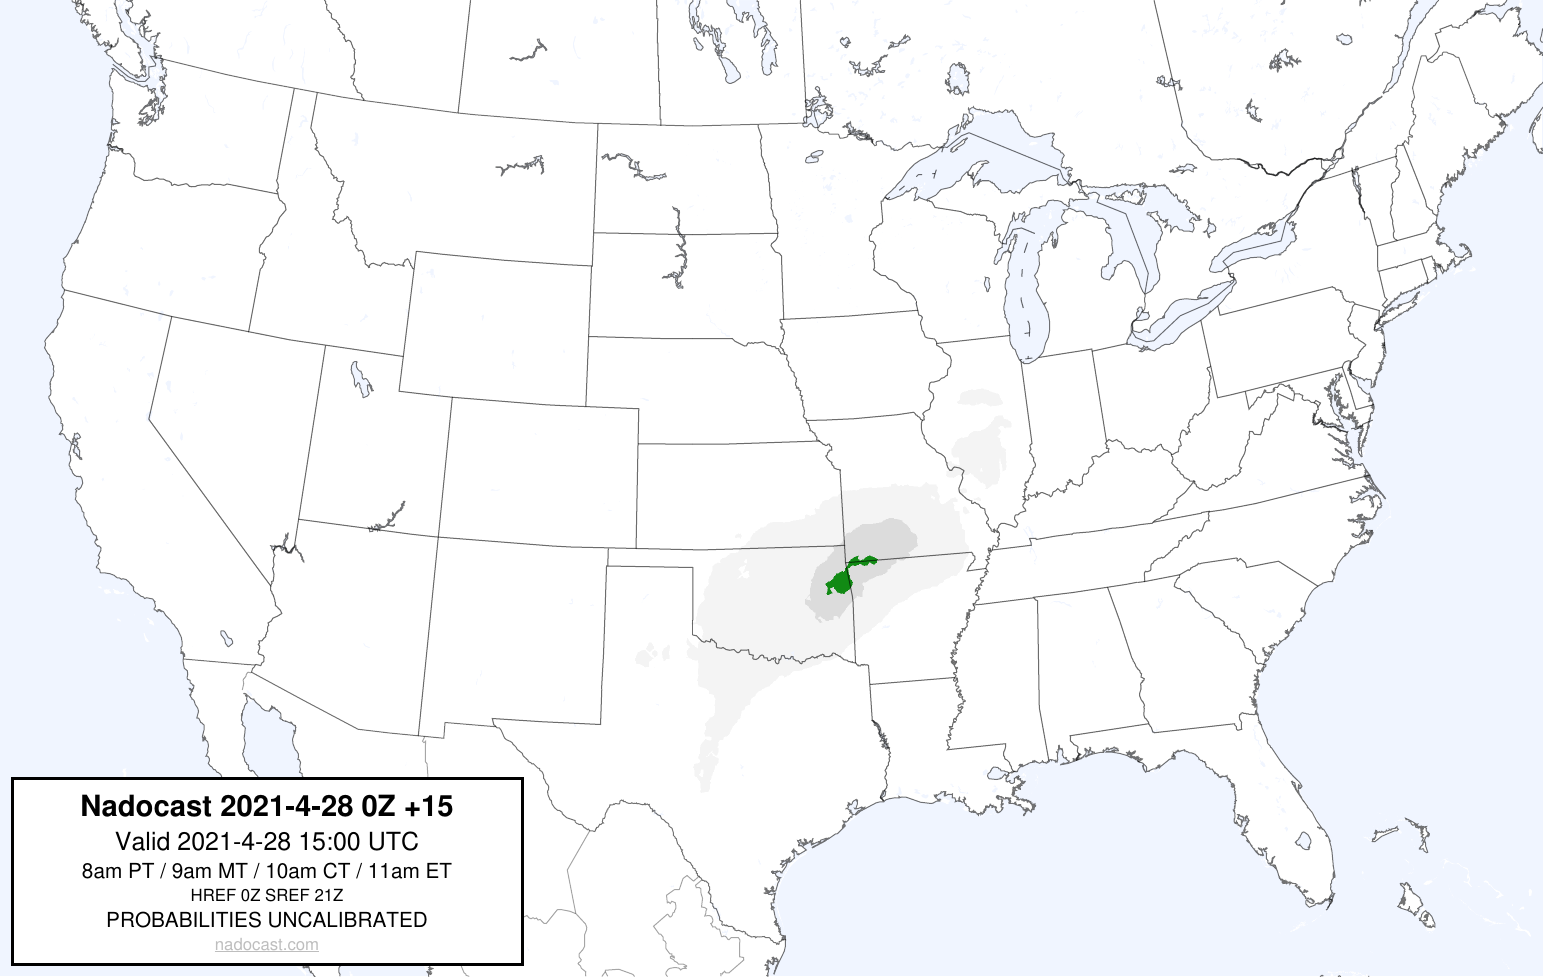 Nadocast 2021-4-28 0Z +15
Valid 2021-4-28 15:00 UTC
8am PT / 9am MT / 10am CT / 11am ET
HREF 0Z SREF 21Z
PROBABILITIES UNCALIBRATED
nadocast.com